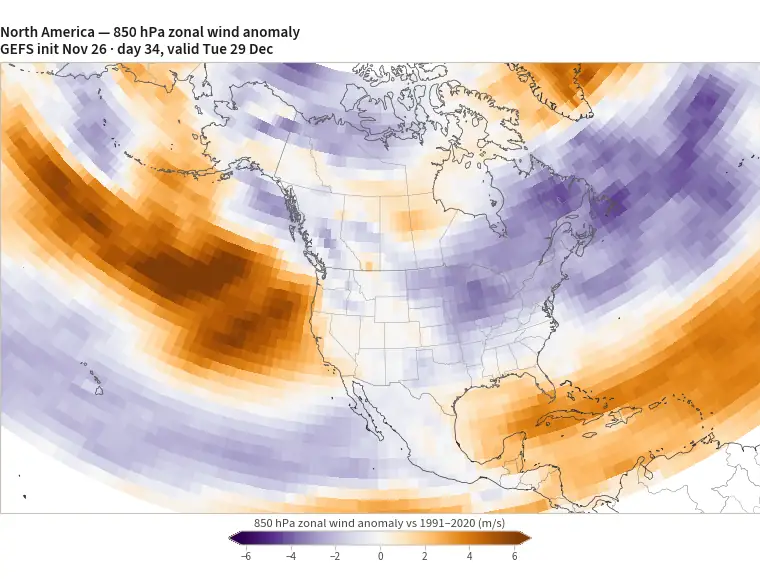 North America — 850 hPa zonal wind anomaly
GEFS init Nov 26 · day 34, valid Tue 29 Dec
850 hPa zonal wind anomaly vs 1991–2020 (m/s)
−6 −4 −2 0 2 4 6